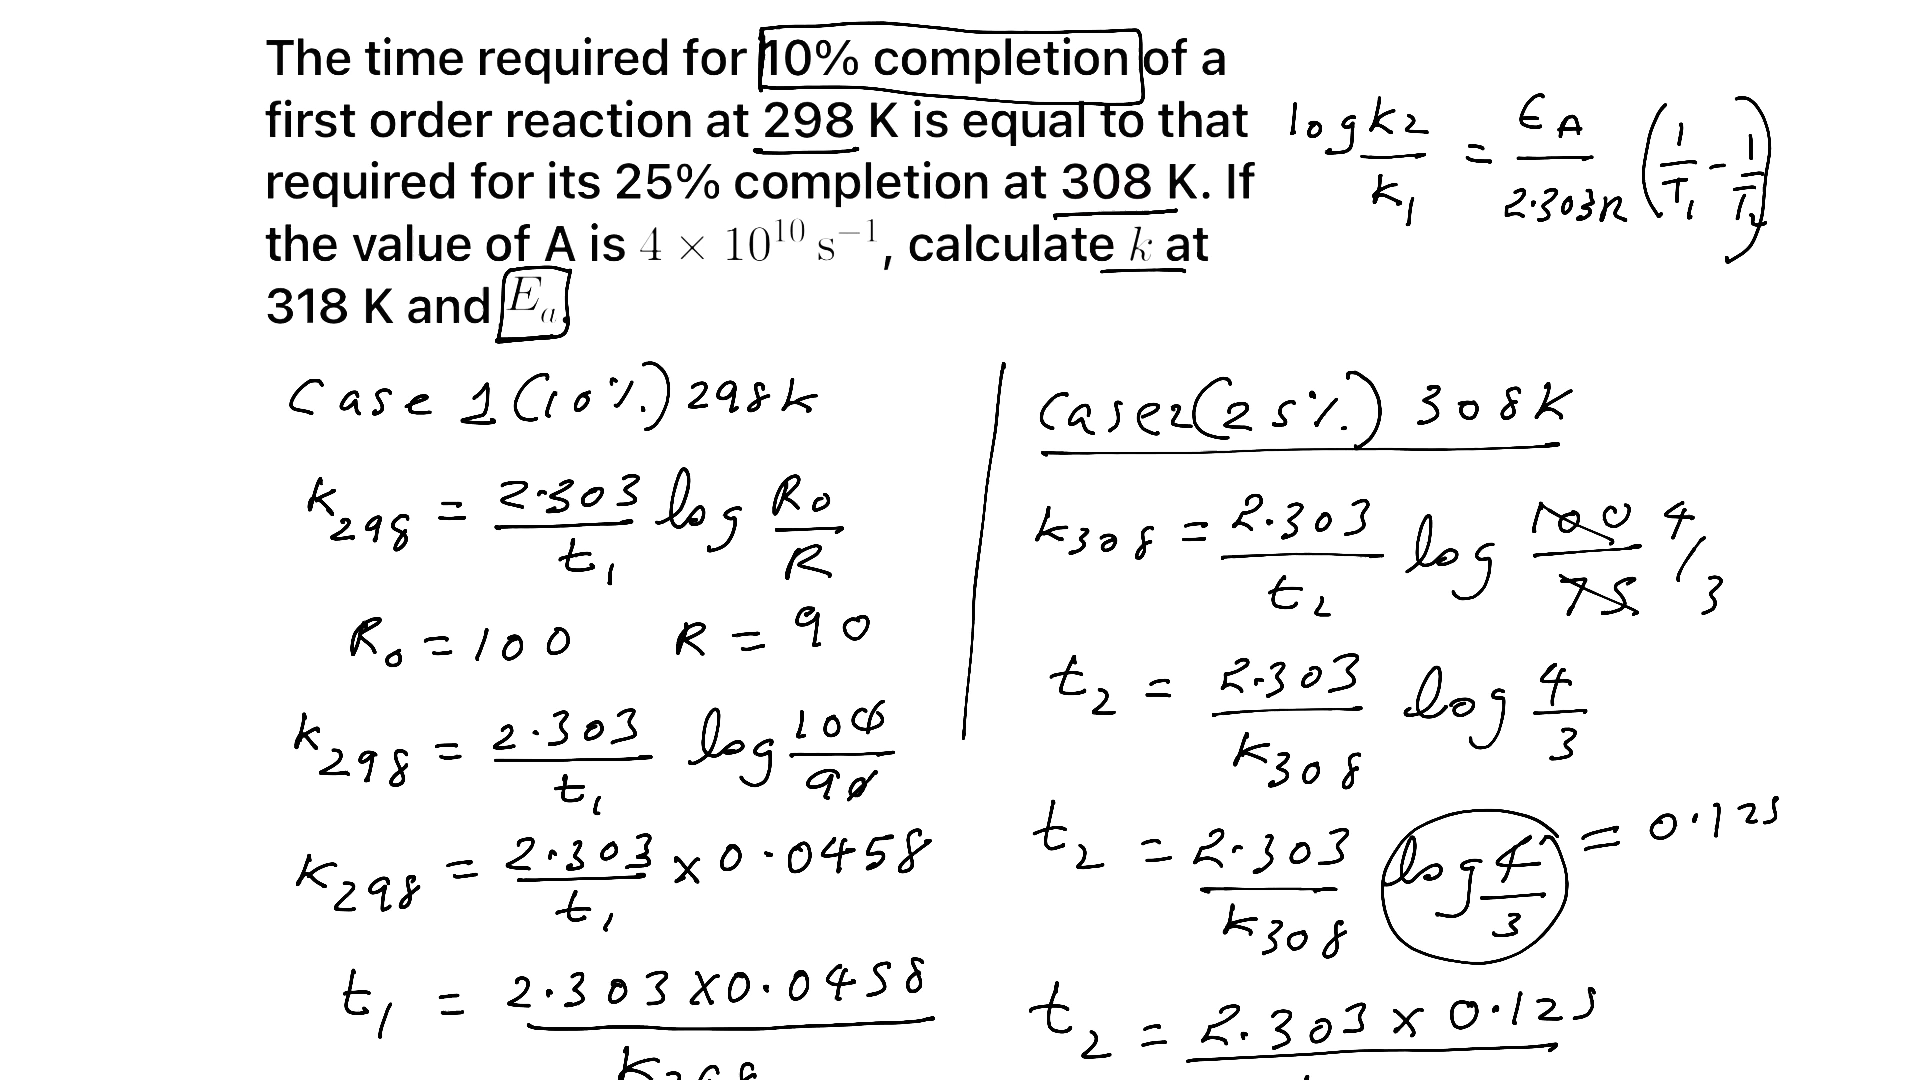 The time required for 10% completion of a
first order reaction at 298 K is equal to that
required for its 25% completion at 308 K. If
the value of A is 4 × 10¹⁰ s⁻¹, calculate k at
318 K and Eₐ.
log k2/k1 = EA/2.303R (1/T1 - 1/T2)
Case 1 (10%) 298k
k298 = 2.303/t1 log R0/R
R0 = 100 R = 90
k298 = 2.303/t1 log 100/90
k298 = 2.303/t1 × 0.0458
t1 = 2.303 × 0.0458
Case2 (25%) 308K
k308 = 2.303/t2 log 100/75 4/3
t2 = 2.303/k308 log 4/3
t2 = 2.303/k308 log 4/3 = 0.125
t2 = 2.303 × 0.125